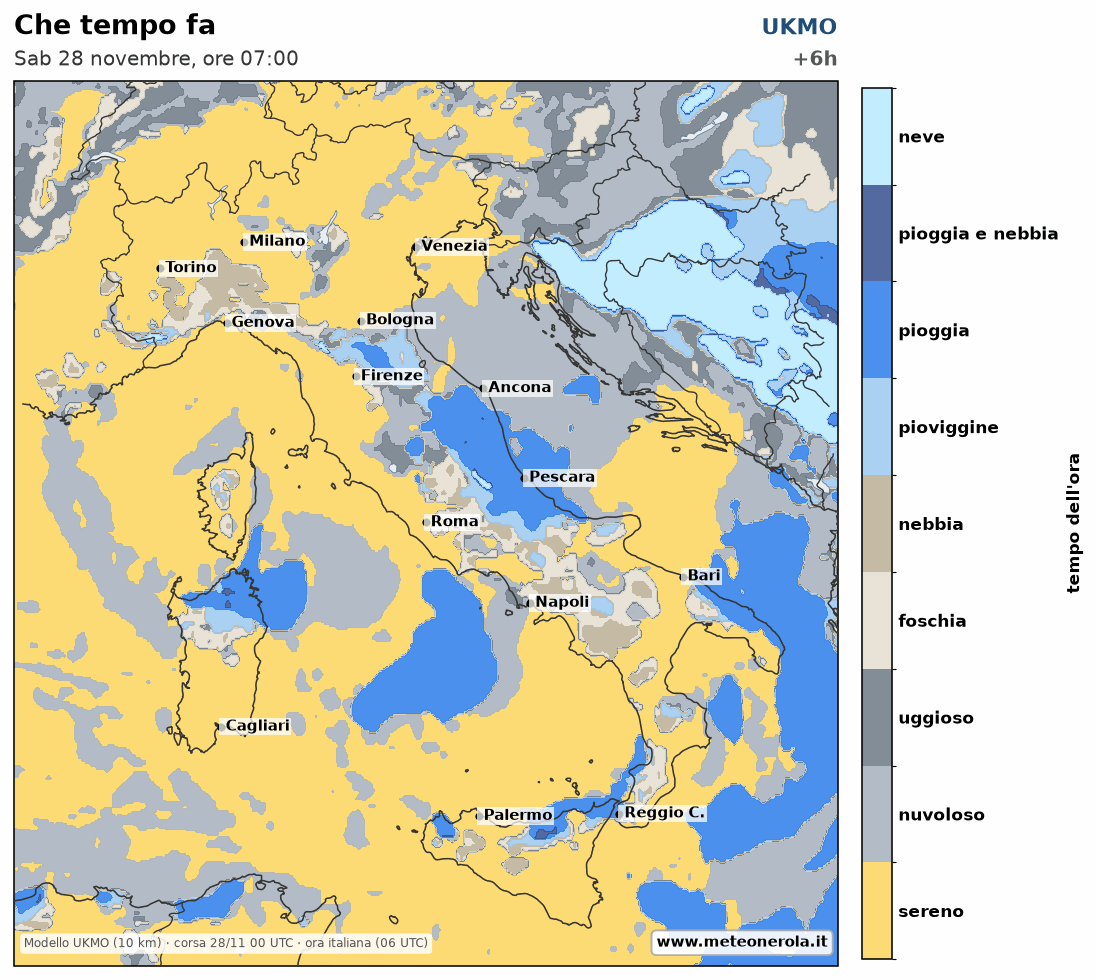 Che tempo fa
UKMO
Sab 28 novembre, ore 07:00
+6h
neve
pioggia e nebbia
pioggia
pioviggine
nebbia
foschia
uggioso
nuvoloso
sereno
tempo dell'ora
Milano
Venezia
Torino
Genova
Bologna
Firenze
Ancona
Pescara
Roma
Bari
Napoli
Cagliari
Palermo
Reggio C.
Modello UKMO (10 km) · corsa 28/11 00 UTC · ora italiana (06 UTC)
www.meteonerola.it